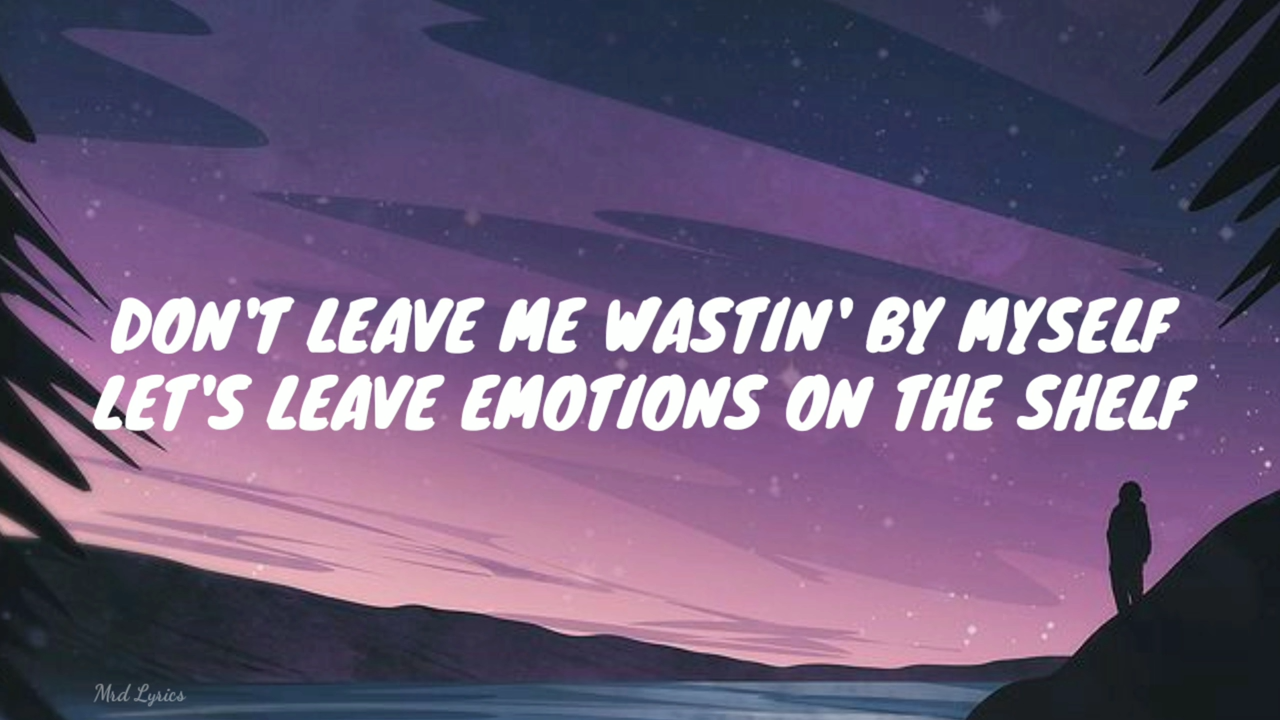 DON'T LEAVE ME WASTIN' BY MYSELF
LET'S LEAVE EMOTIONS ON THE SHELF
Mrd Lyrics